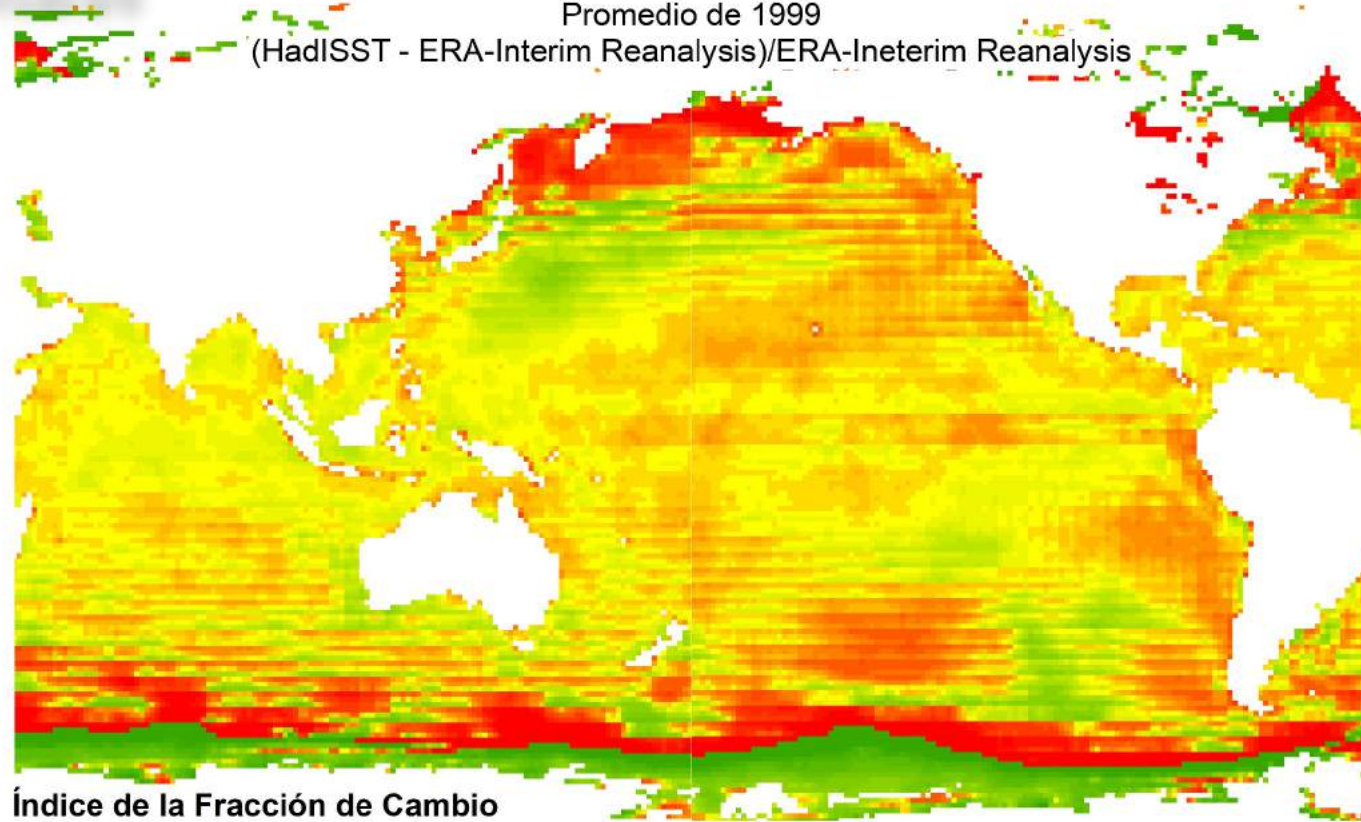 Promedio de 1999
(HadISST - ERA-Interim Reanalysis)/ERA-Ineterim Reanalysis
Índice de la Fracción de Cambio